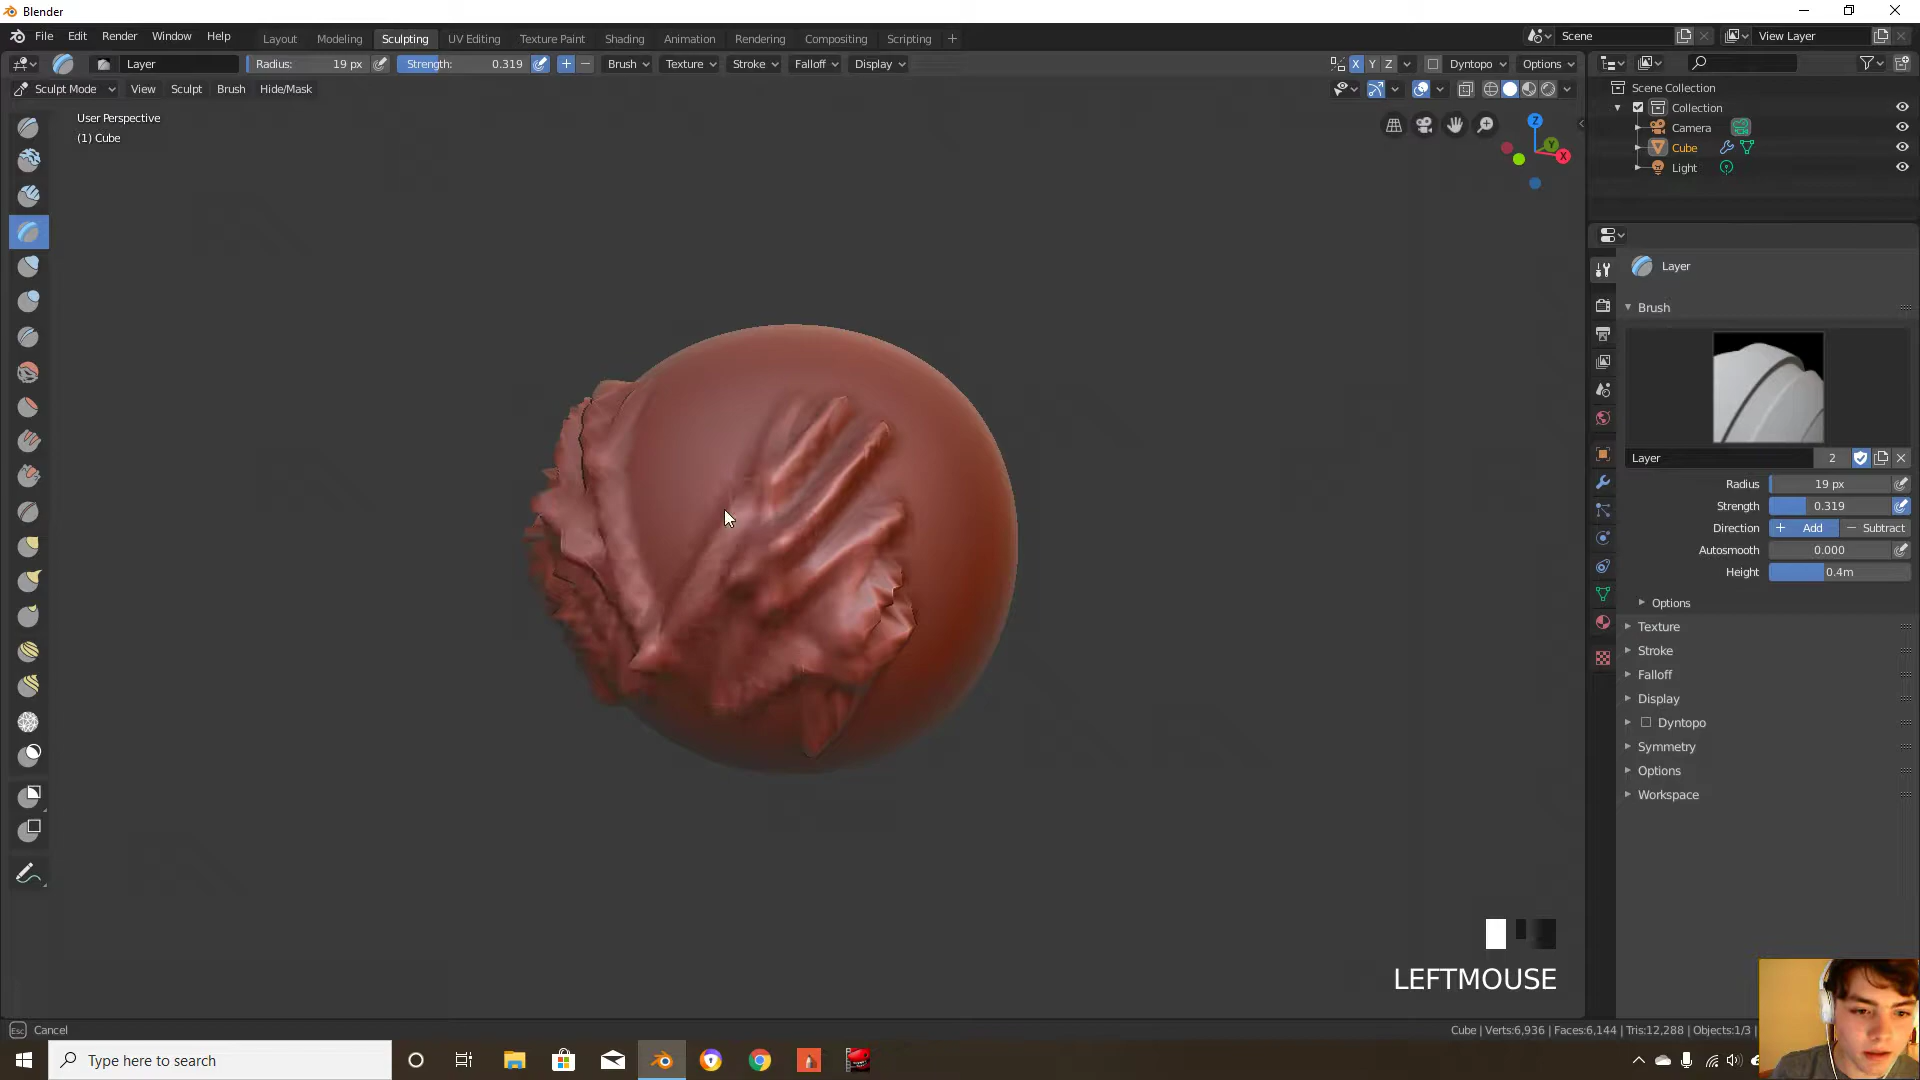 Blender
File Edit Render Window Help
Layout Modeling Sculpting UV Editing Texture Paint Shading Animation Rendering Compositing Scripting +
Scene
View Layer
Layer
Radius: 19 px
Strength: 0.319
+ −
Brush Texture Stroke Falloff Display
X Y Z
Dyntopo
Options
Sculpt Mode View Sculpt Brush Hide/Mask
User Perspective
(1) Cube
Z
Y
X
Scene Collection
Collection
Camera
Cube
Light
Layer
Brush
Layer 2
Radius 19 px
Strength 0.319
Direction + Add − Subtract
Autosmooth 0.000
Height 0.4m
Options
Texture
Stroke
Falloff
Display
Dyntopo
Symmetry
Options
Workspace
LEFTMOUSE
Esc Cancel
Cube | Verts:6,936 | Faces:6,144 | Tris:12,288 | Objects:1/3
Type here to search